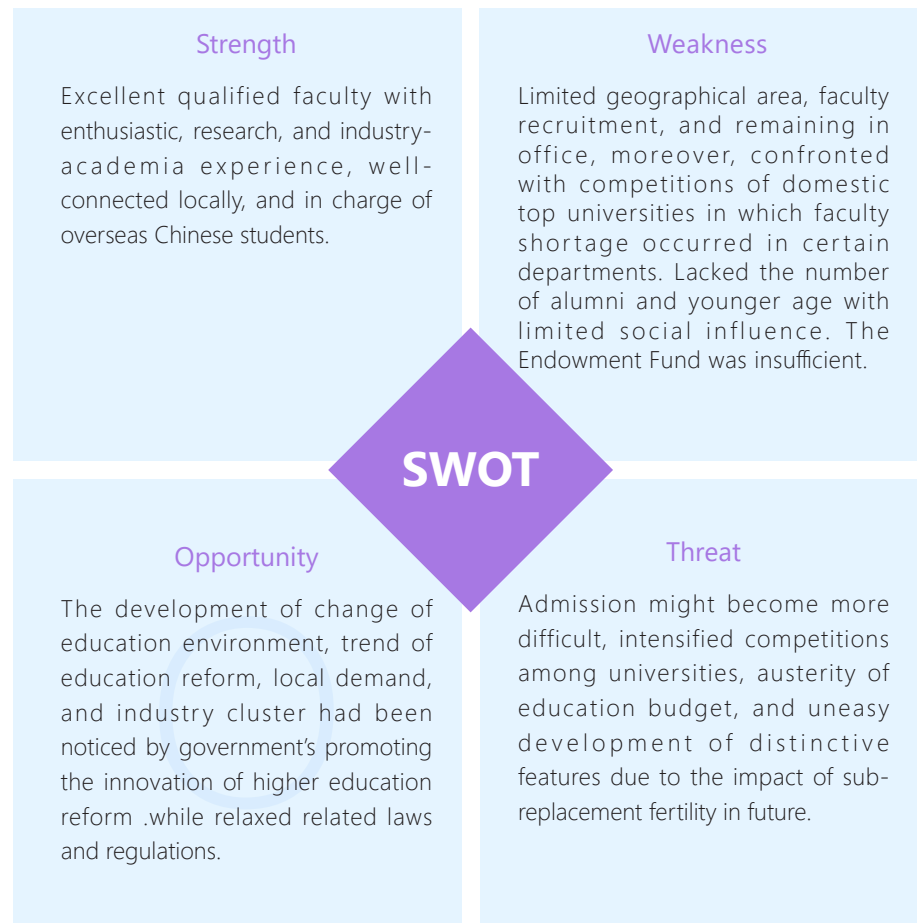 Strength
Excellent qualified faculty with
enthusiastic, research, and industry-
academia experience, well-
connected locally, and in charge of
overseas Chinese students.
Weakness
Limited geographical area, faculty
recruitment, and remaining in
office, moreover, confronted
with competitions of domestic
top universities in which faculty
shortage occurred in certain
departments. Lacked the number
of alumni and younger age with
limited social influence. The
Endowment Fund was insufficient.
SWOT
Opportunity
The development of change of
education environment, trend of
education reform, local demand,
and industry cluster had been
noticed by government's promoting
the innovation of higher education
reform .while relaxed related laws
and regulations.
Threat
Admission might become more
difficult, intensified competitions
among universities, austerity of
education budget, and uneasy
development of distinctive
features due to the impact of sub-
replacement fertility in future.
O